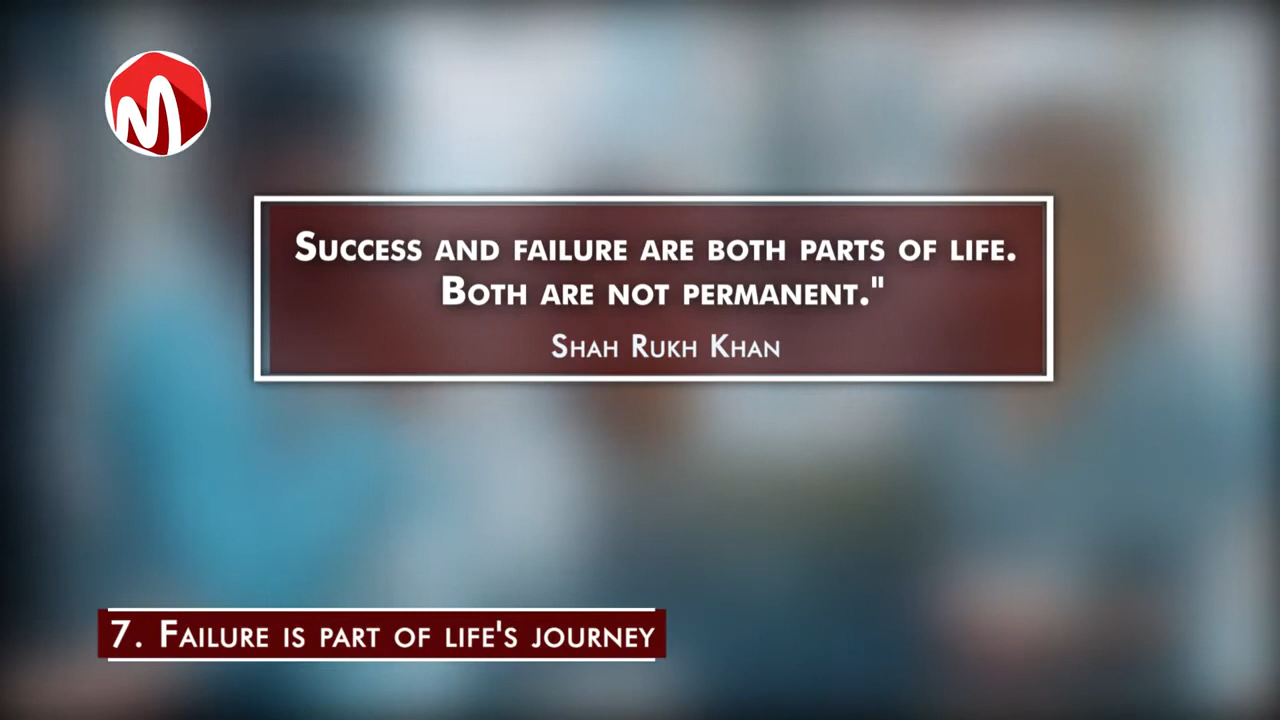 Success and failure are both parts of life.
Both are not permanent."
Shah Rukh Khan
7. Failure is part of life's journey